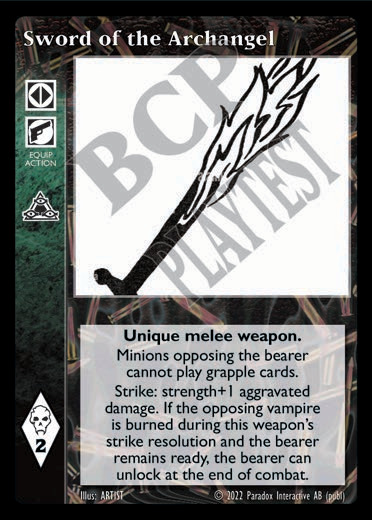 Sword of the Archangel
BCP
PLAYTEST
EQUIP
ACTION
Unique melee weapon.
Minions opposing the bearer
cannot play grapple cards.
Strike: strength+1 aggravated
damage. If the opposing vampire
is burned during this weapon's
strike resolution and the bearer
remains ready, the bearer can
unlock at the end of combat.
2
Illus: ARTIST
© 2022 Paradox Interactive AB (publ)